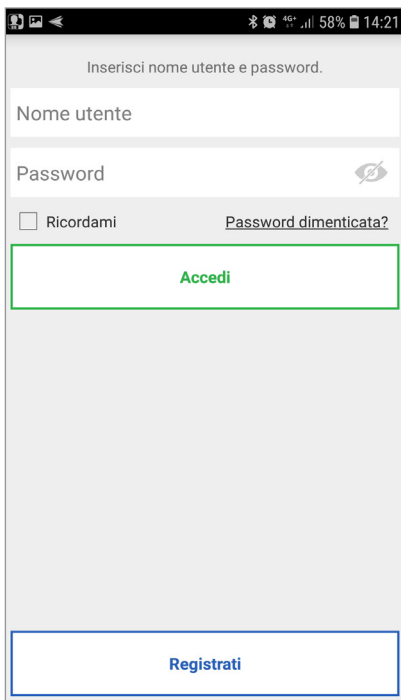 58% 14:21
Inserisci nome utente e password.
Nome utente
Password
Ricordami Password dimenticata?
Accedi
Registrati